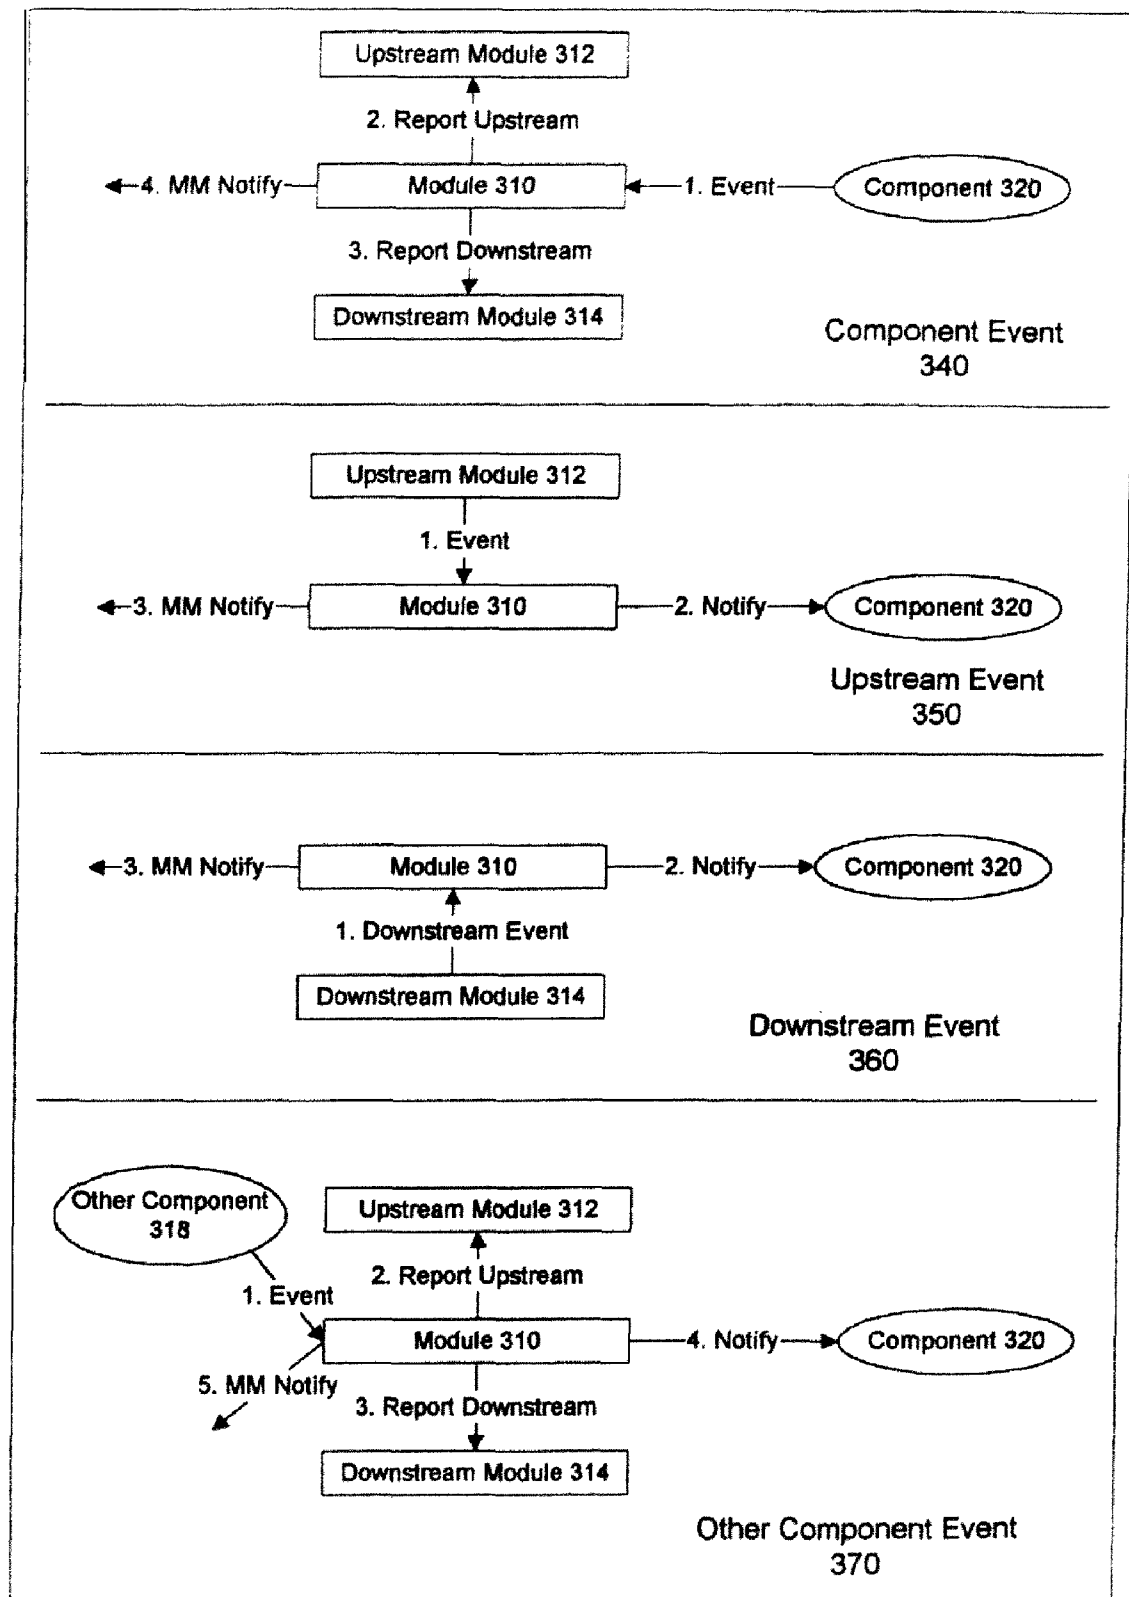 Upstream Module 312
2. Report Upstream
4. MM Notify
Module 310
1. Event
Component 320
3. Report Downstream
Downstream Module 314
Component Event
340
Upstream Module 312
1. Event
3. MM Notify
Module 310
2. Notify
Component 320
Upstream Event
350
3. MM Notify
Module 310
2. Notify
Component 320
1. Downstream Event
Downstream Module 314
Downstream Event
360
Other Component
318
Upstream Module 312
2. Report Upstream
1. Event
Module 310
4. Notify
Component 320
5. MM Notify
3. Report Downstream
Downstream Module 314
Other Component Event
370